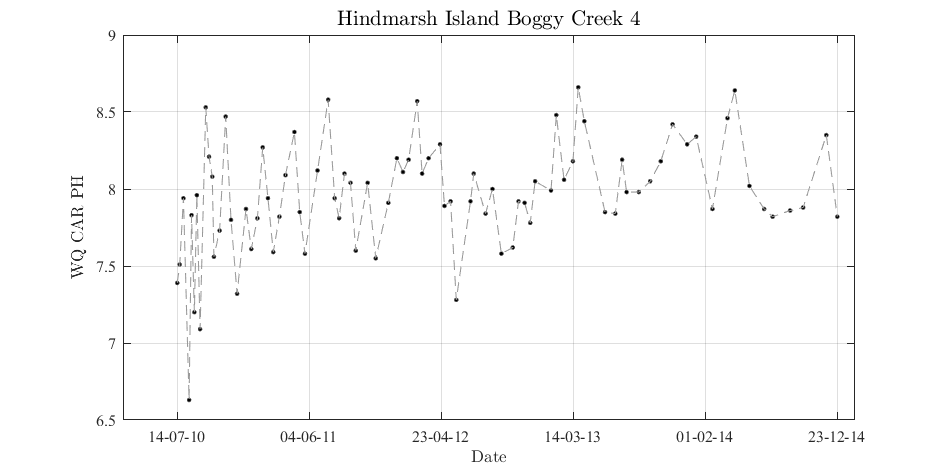 Hindmarsh Island Boggy Creek 4
9
8.5
8
7.5
7
6.5
WQ CAR PH
14-07-10 04-06-11 23-04-12 14-03-13 01-02-14 23-12-14
Date